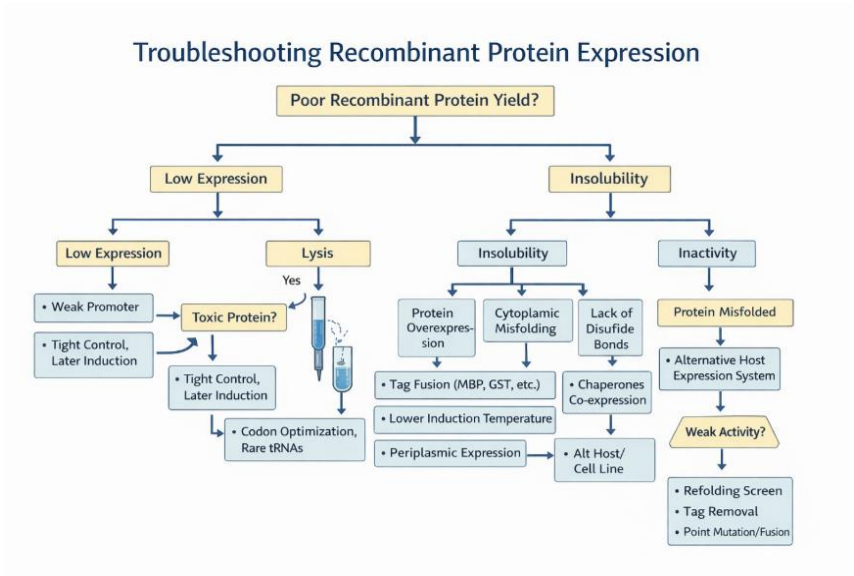 Troubleshooting Recombinant Protein Expression
Poor Recombinant Protein Yield?
Low Expression
Insolubility
Low Expression
Lysis
Insolubility
Inactivity
Yes
• Weak Promoter
Toxic Protein?
• Tight Control,
Later Induction
• Tight Control,
Later Induction
• Codon Optimization,
Rare tRNAs
Protein
Overexpres-
sion
Cytoplamic
Misfolding
Lack of
Disufide
Bonds
• Tag Fusion (MBP, GST, etc.)
• Lower Induction Temperature
• Periplasmic Expression
• Chaperones
Co-expression
• Alt Host/
Cell Line
Protein Misfolded
• Alternative Host
Expression System
Weak Activity?
• Refolding Screen
• Tag Removal
• Point Mutation/Fusion